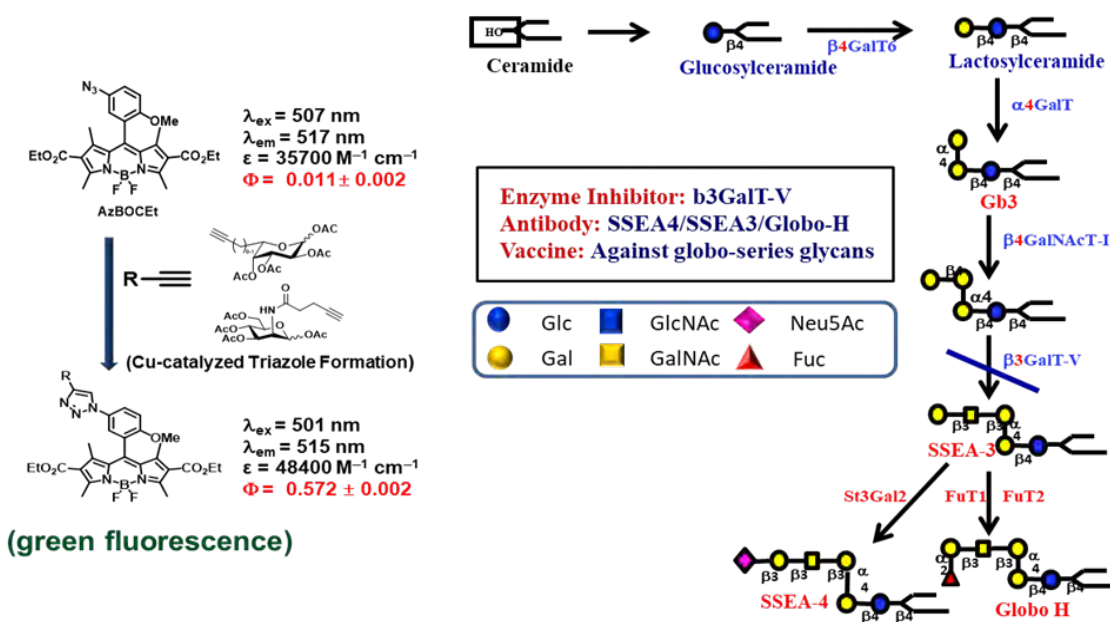 N₃
OMe
EtO₂C
CO₂Et
N
N
B
F
F
AzBOCEt
λex = 507 nm
λem = 517 nm
ε = 35700 M⁻¹ cm⁻¹
Φ = 0.011 ± 0.002
R
OAC
AcO
OAc
AcO
O
HN
AcO
AcO
AcO
OAc
(Cu-catalyzed Triazole Formation)
R
N
N
N
OMe
EtO₂C
CO₂Et
N
N
B
F
F
λex = 501 nm
λem = 515 nm
ε = 48400 M⁻¹ cm⁻¹
Φ = 0.572 ± 0.002
(green fluorescence)
HO
Ceramide
β4
Glucosylceramide
β4GalT6
β4
β4
Lactosylceramide
α4GalT
α
4
β4
β4
Gb3
β4GalNAcT-I
β4
α4
β4
β4
β3GalT-V
β3
β3
α
4
β4
SSEA-3
Enzyme Inhibitor: b3GalT-V
Antibody: SSEA4/SSEA3/Globo-H
Vaccine: Against globo-series glycans
Glc
GlcNAc
Neu5Ac
Gal
GalNAc
Fuc
St3Gal2
FuT1
FuT2
β3
β3
β3
α
4
β4
β4
SSEA-4
α
2
β3
β3
α
4
β4
β4
Globo H